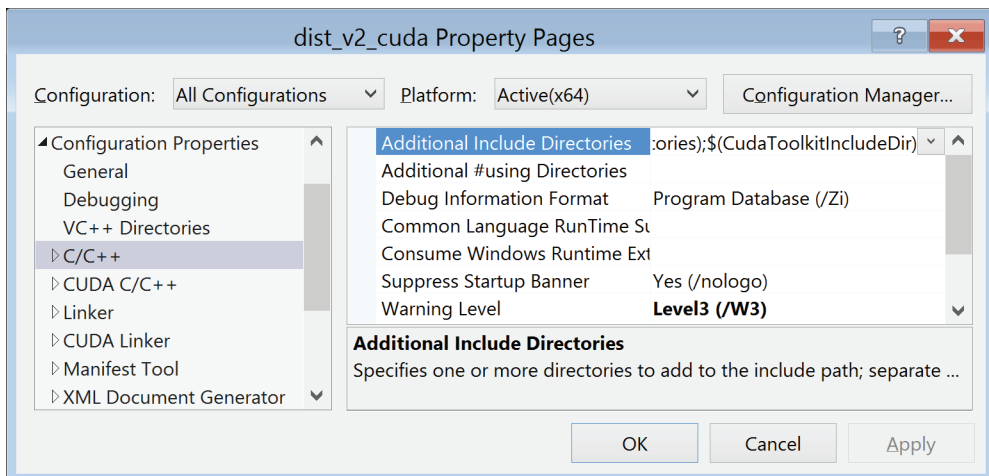 dist_v2_cuda Property Pages
?
Configuration: All Configurations Platform: Active(x64) Configuration Manager...
Configuration Properties
General
Debugging
VC++ Directories
C/C++
CUDA C/C++
Linker
CUDA Linker
Manifest Tool
XML Document Generator
Additional Include Directories :ories);$(CudaToolkitIncludeDir)
Additional #using Directories
Debug Information Format Program Database (/Zi)
Common Language RunTime Su
Consume Windows Runtime Ext
Suppress Startup Banner Yes (/nologo)
Warning Level Level3 (/W3)
Additional Include Directories
Specifies one or more directories to add to the include path; separate ...
OK Cancel Apply